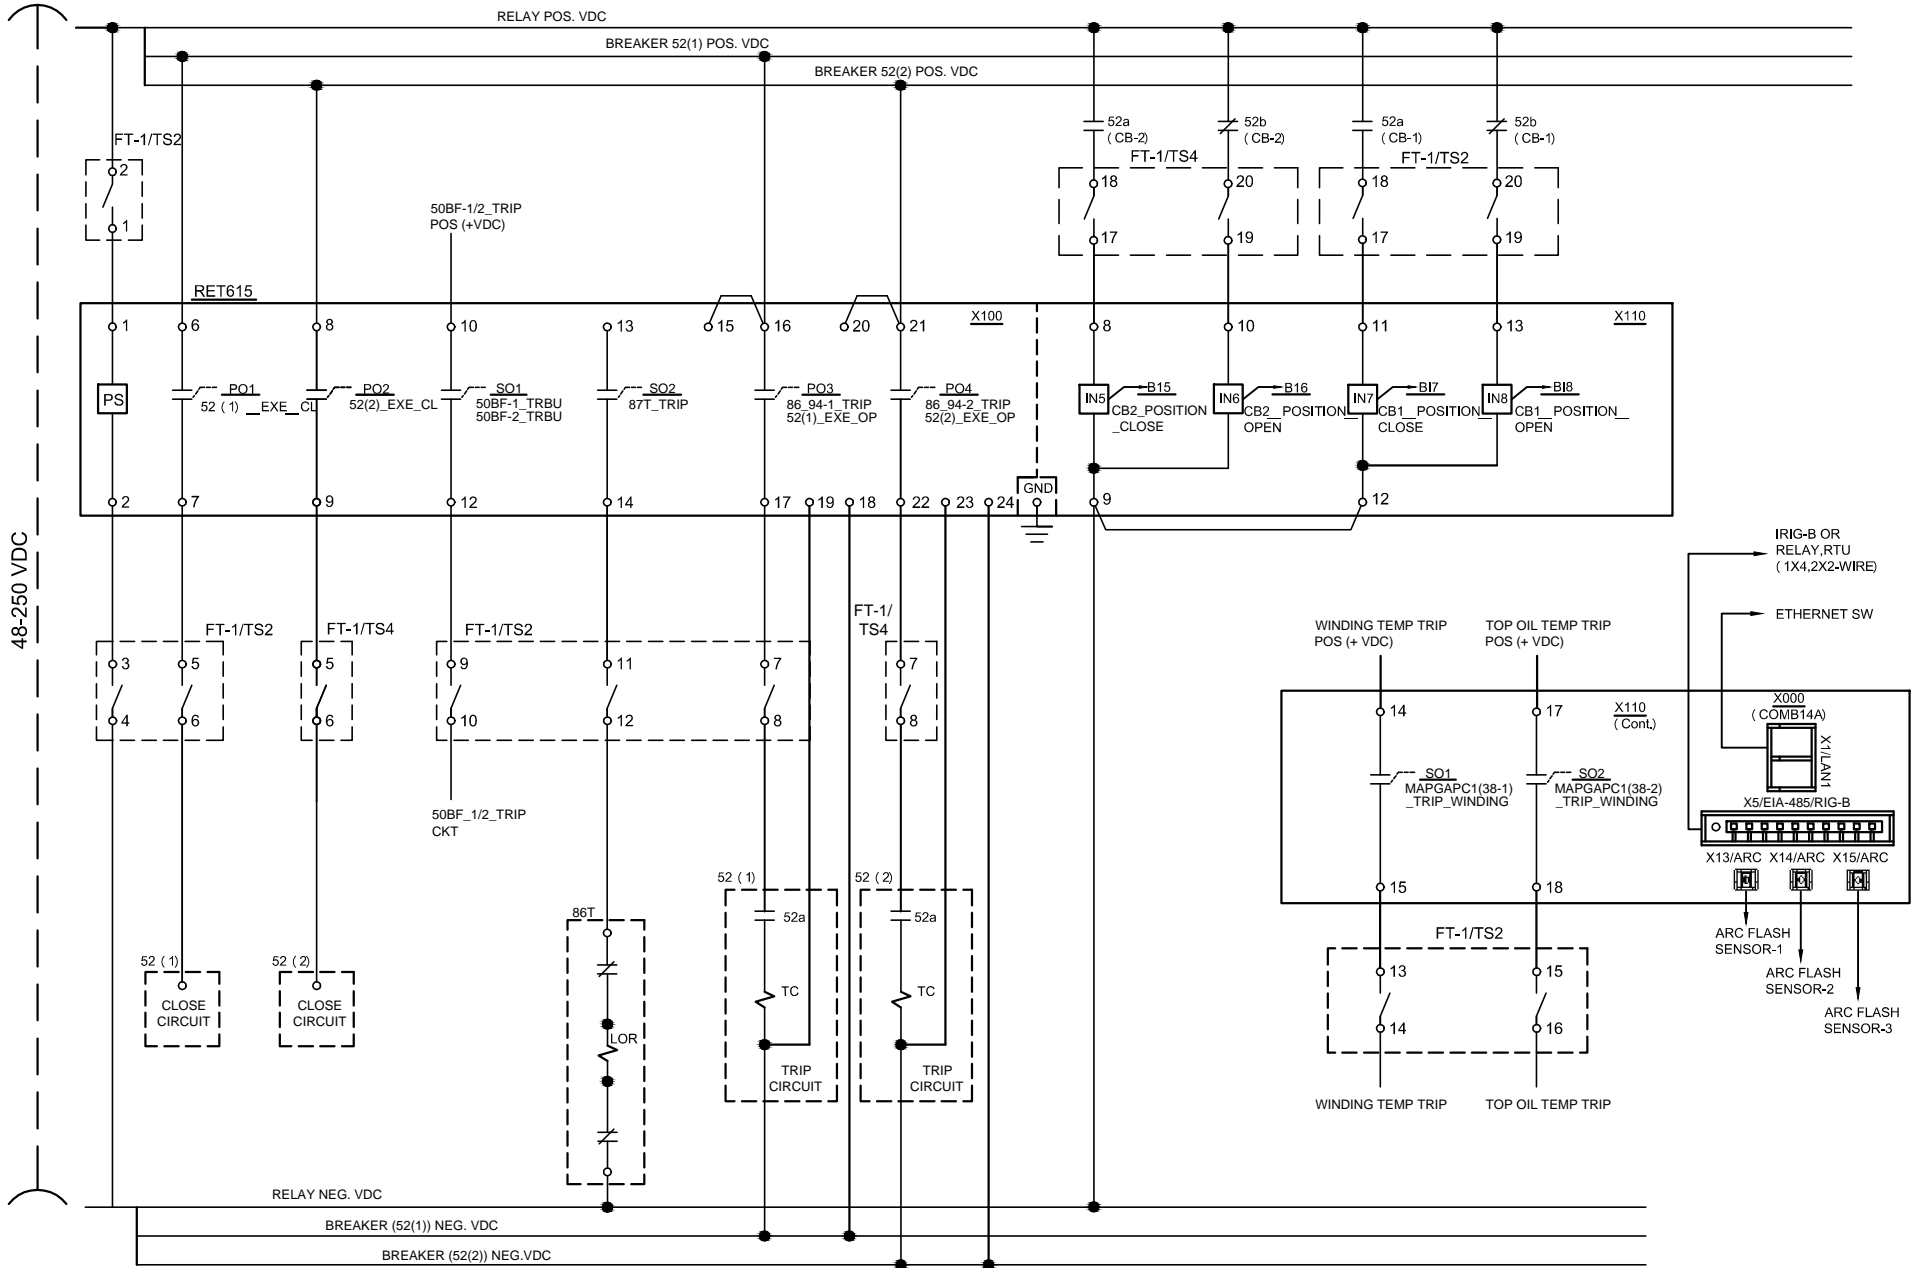 RELAY POS. VDC
BREAKER 52(1) POS. VDC
BREAKER 52(2) POS. VDC
48-250 VDC
FT-1/TS2
2
1
50BF-1/2_TRIP
POS (+VDC)
52a
( CB-2)
52b
( CB-2)
52a
( CB-1)
52b
( CB-1)
FT-1/TS4
FT-1/TS2
18
20
18
20
17
19
17
19
RET615
X100
X110
1
6
8
10
13
15
16
20
21
8
10
11
13
PS
PO1
52 ( 1) __EXE__CL
PO2
52(2)_EXE_CL
SO1
50BF-1_TRBU
50BF-2_TRBU
SO2
87T_TRIP
PO3
86_94-1_TRIP
52(1)_EXE_OP
PO4
86_94-2_TRIP
52(2)_EXE_OP
IN5
B15
CB2_POSITION
_CLOSE
IN6
B16
CB2__POSITION__
OPEN
IN7
BI7
CB1__POSITION__
CLOSE
IN8
BI8
CB1__POSITION__
OPEN
GND
2
7
9
12
14
17
19
18
22
23
24
9
12
FT-1/TS2
FT-1/TS4
FT-1/TS2
FT-1/
TS4
3
5
5
9
11
7
7
4
6
6
10
12
8
8
50BF_1/2_TRIP
CKT
52 ( 1)
CLOSE
CIRCUIT
52 ( 2)
CLOSE
CIRCUIT
86T
LOR
52 ( 1)
52a
TC
TRIP
CIRCUIT
52 ( 2)
52a
TC
TRIP
CIRCUIT
IRIG-B OR
RELAY,RTU
( 1X4,2X2-WIRE)
ETHERNET SW
WINDING TEMP TRIP
POS (+ VDC)
TOP OIL TEMP TRIP
POS (+ VDC)
14
17
X110
( Cont.)
X000
( COMB14A)
X1/LAN1
SO1
MAPGAPC1(38-1)
_TRIP_WINDING
SO2
MAPGAPC1(38-2)
_TRIP_WINDING
X5/EIA-485/RIG-B
X13/ARC
X14/ARC
X15/ARC
15
18
FT-1/TS2
13
15
14
16
ARC FLASH
SENSOR-1
ARC FLASH
SENSOR-2
ARC FLASH
SENSOR-3
WINDING TEMP TRIP
TOP OIL TEMP TRIP
RELAY NEG. VDC
BREAKER (52(1)) NEG. VDC
BREAKER (52(2)) NEG.VDC